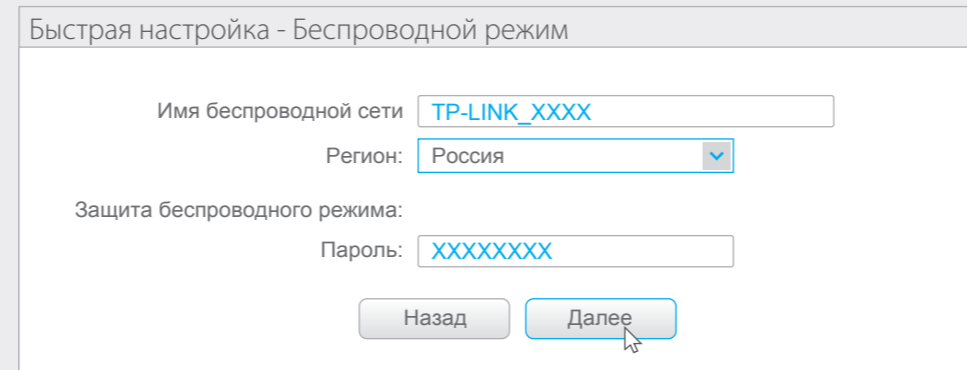 Быстрая настройка - Беспроводной режим
Имя беспроводной сети TP-LINK_XXXX
Регион: Россия
Защита беспроводного режима:
Пароль: XXXXXXXX
Назад Далее